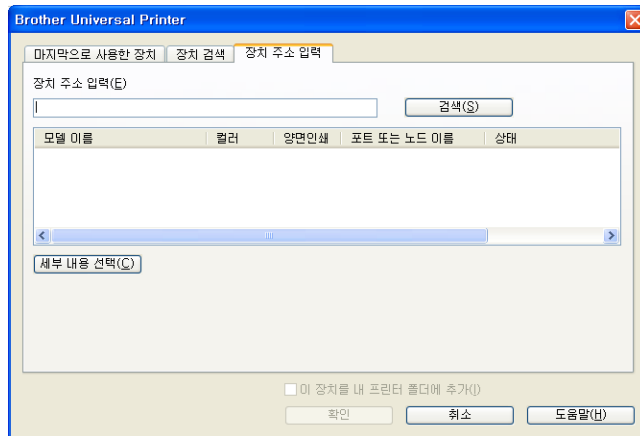 Brother Universal Printer
마지막으로 사용한 장치 장치 검색 장치 주소 입력
장치 주소 입력(E)
검색(S)
모델 이름 컬러 양면인쇄 포트 또는 노드 이름 상태
세부 내용 선택(C)
이 장치를 내 프린터 폴더에 추가(I)
확인 취소 도움말(H)